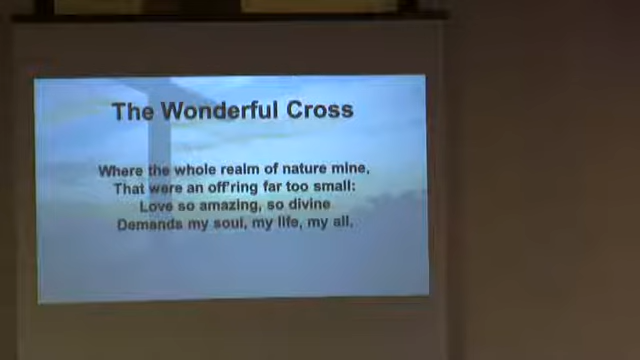 The Wonderful Cross
Where the whole realm of nature mine,
That were an off'ring far too small:
Love so amazing, so divine
Demands my soul, my life, my all.